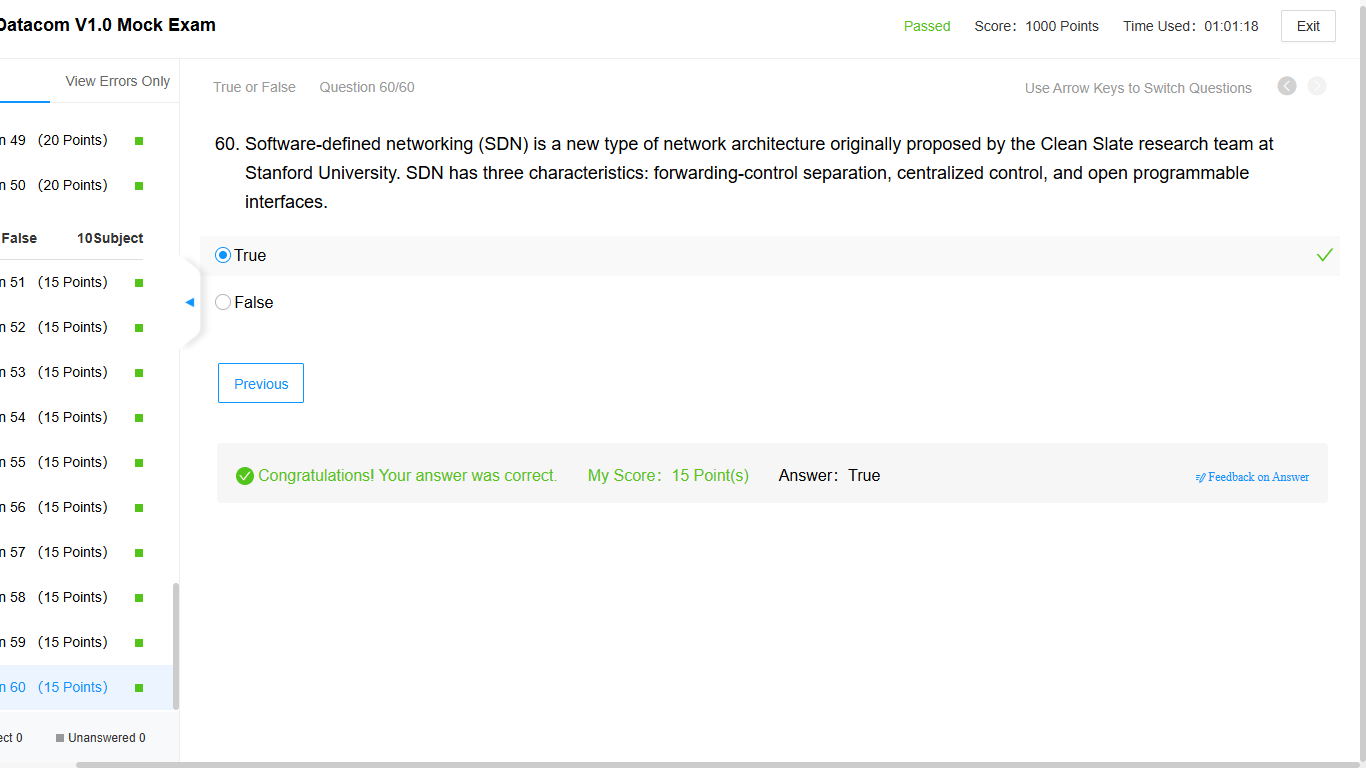 Datacom V1.0 Mock Exam
Passed Score：1000 Points Time Used：01:01:18 Exit
View Errors Only
True or False Question 60/60 Use Arrow Keys to Switch Questions
n 49 (20 Points)
n 50 (20 Points)
False 10Subject
n 51 (15 Points)
n 52 (15 Points)
n 53 (15 Points)
n 54 (15 Points)
n 55 (15 Points)
n 56 (15 Points)
n 57 (15 Points)
n 58 (15 Points)
n 59 (15 Points)
n 60 (15 Points)
ect 0 Unanswered 0
60. Software-defined networking (SDN) is a new type of network architecture originally proposed by the Clean Slate research team at
Stanford University. SDN has three characteristics: forwarding-control separation, centralized control, and open programmable
interfaces.
True
False
Previous
Congratulations! Your answer was correct. My Score：15 Point(s) Answer：True Feedback on Answer